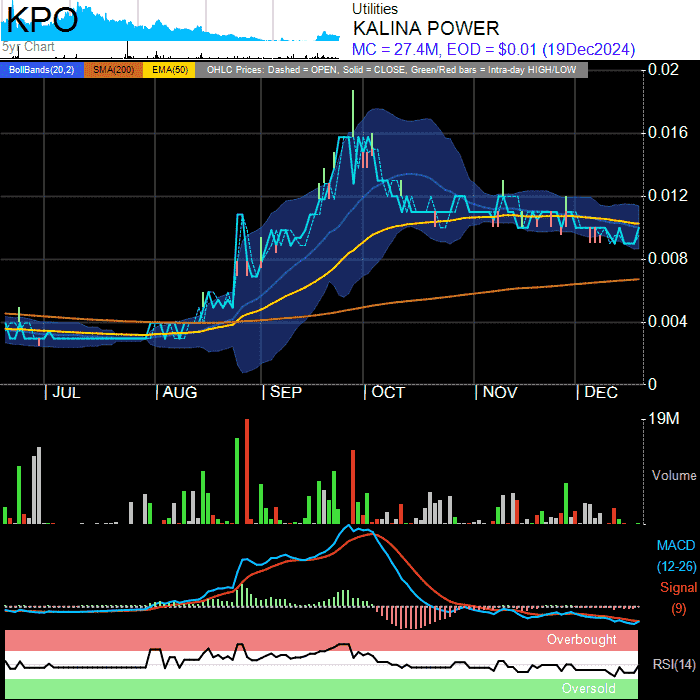 KPO
5yr Chart
Utilities
KALINA POWER
MC = 27.4M, EOD = $0.01 (19Dec2024)
BollBands(20,2) SMA(200) EMA(50) OHLC Prices: Dashed = OPEN, Solid = CLOSE, Green/Red bars = Intra-day HIGH/LOW
0.02
0.016
0.012
0.008
0.004
0
| JUL | AUG | SEP | OCT | NOV | DEC
19M
Volume
MACD
(12-26)
Signal
(9)
Overbought
RSI(14)
Oversold